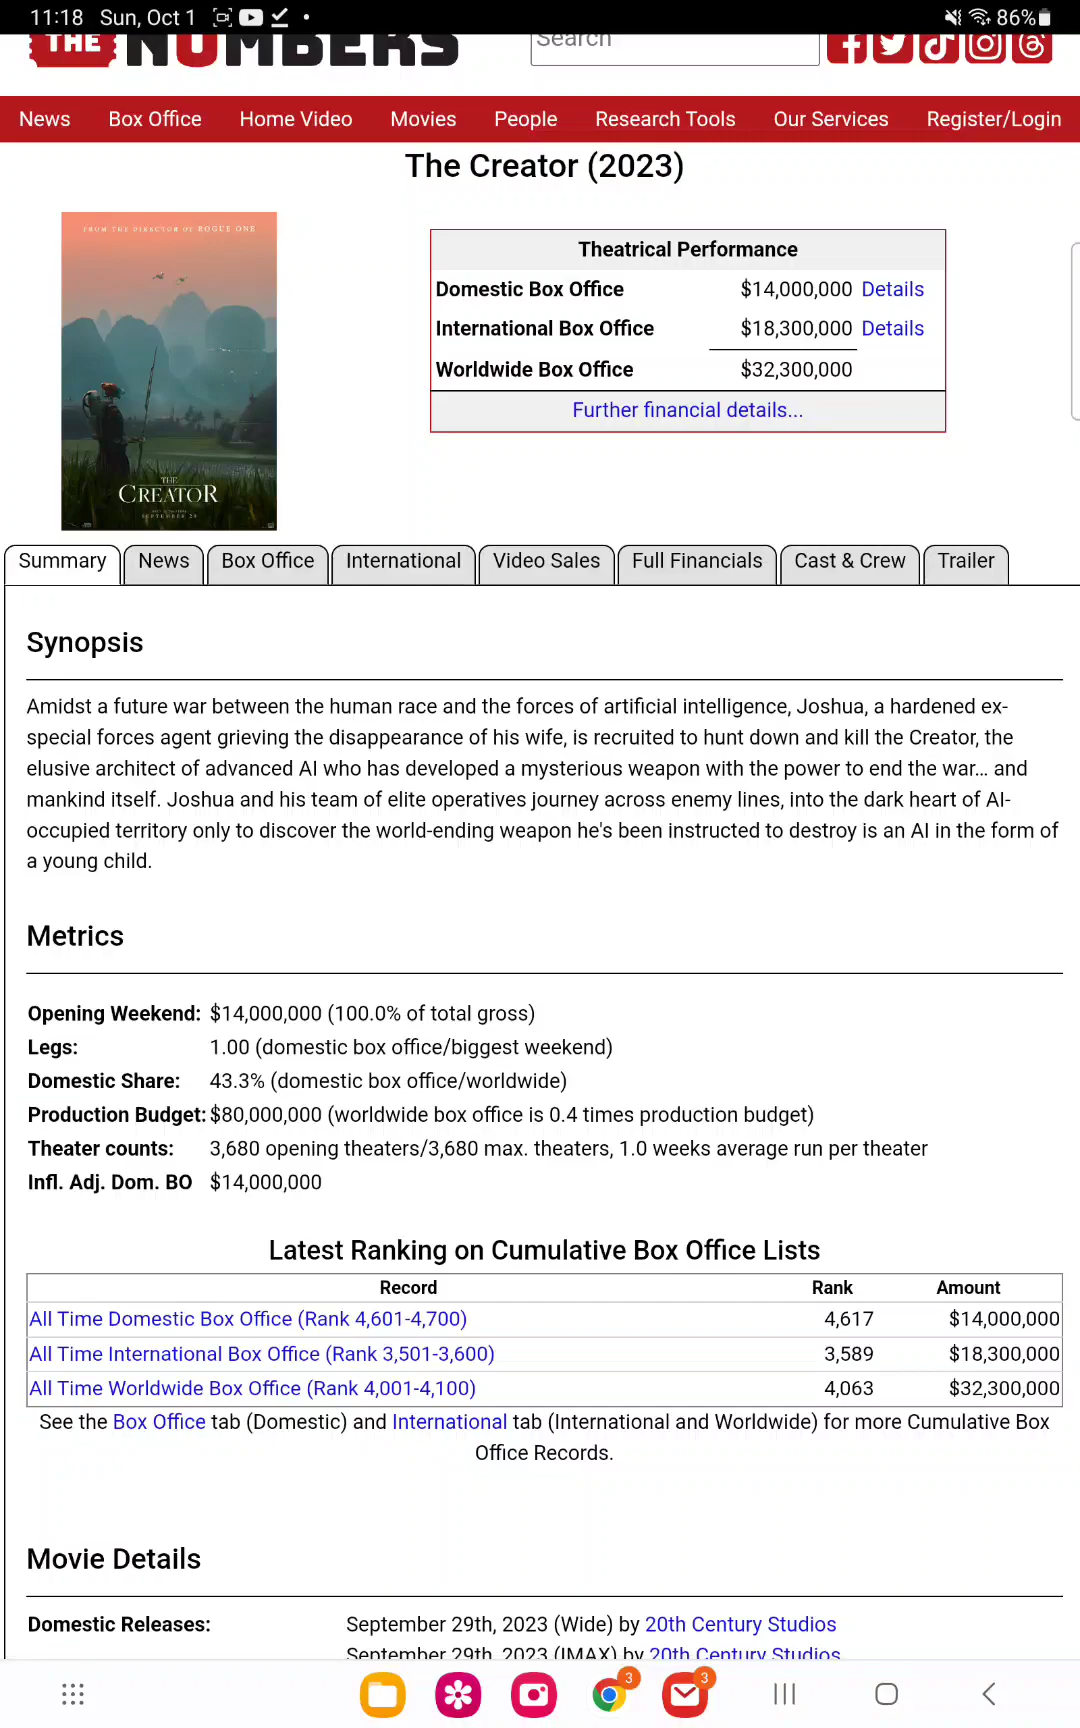 11:18 Sun, Oct 1
86%
THE NUMBERS
Search
News Box Office Home Video Movies People Research Tools Our Services Register/Login
The Creator (2023)
FROM THE DIRECTOR OF ROGUE ONE
THE
CREATOR
SEPTEMBER 29
Theatrical Performance
Domestic Box Office $14,000,000 Details
International Box Office $18,300,000 Details
Worldwide Box Office $32,300,000
Further financial details...
Summary News Box Office International Video Sales Full Financials Cast & Crew Trailer
Synopsis
Amidst a future war between the human race and the forces of artificial intelligence, Joshua, a hardened ex-
special forces agent grieving the disappearance of his wife, is recruited to hunt down and kill the Creator, the
elusive architect of advanced AI who has developed a mysterious weapon with the power to end the war… and
mankind itself. Joshua and his team of elite operatives journey across enemy lines, into the dark heart of AI-
occupied territory only to discover the world-ending weapon he's been instructed to destroy is an AI in the form of
a young child.
Metrics
Opening Weekend: $14,000,000 (100.0% of total gross)
Legs: 1.00 (domestic box office/biggest weekend)
Domestic Share: 43.3% (domestic box office/worldwide)
Production Budget: $80,000,000 (worldwide box office is 0.4 times production budget)
Theater counts: 3,680 opening theaters/3,680 max. theaters, 1.0 weeks average run per theater
Infl. Adj. Dom. BO $14,000,000
Latest Ranking on Cumulative Box Office Lists
Record Rank Amount
All Time Domestic Box Office (Rank 4,601-4,700) 4,617 $14,000,000
All Time International Box Office (Rank 3,501-3,600) 3,589 $18,300,000
All Time Worldwide Box Office (Rank 4,001-4,100) 4,063 $32,300,000
See the Box Office tab (Domestic) and International tab (International and Worldwide) for more Cumulative Box
Office Records.
Movie Details
Domestic Releases: September 29th, 2023 (Wide) by 20th Century Studios
September 29th, 2023 (IMAX) by 20th Century Studios
3
3